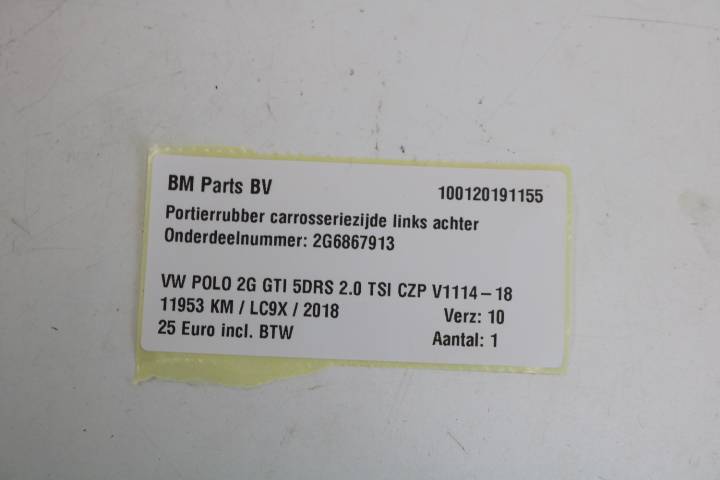 BM Parts BV 100120191155
Portierrubber carrosseriezijde links achter
Onderdeelnummer: 2G6867913
VW POLO 2G GTI 5DRS 2.0 TSI CZP V1114-18
11953 KM / LC9X / 2018 Verz: 10
25 Euro incl. BTW Aantal: 1